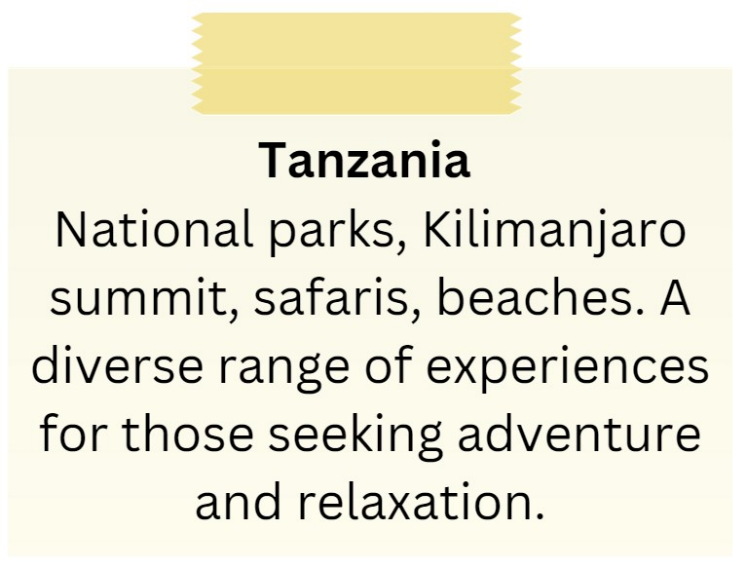 Tanzania
National parks, Kilimanjaro
summit, safaris, beaches. A
diverse range of experiences
for those seeking adventure
and relaxation.